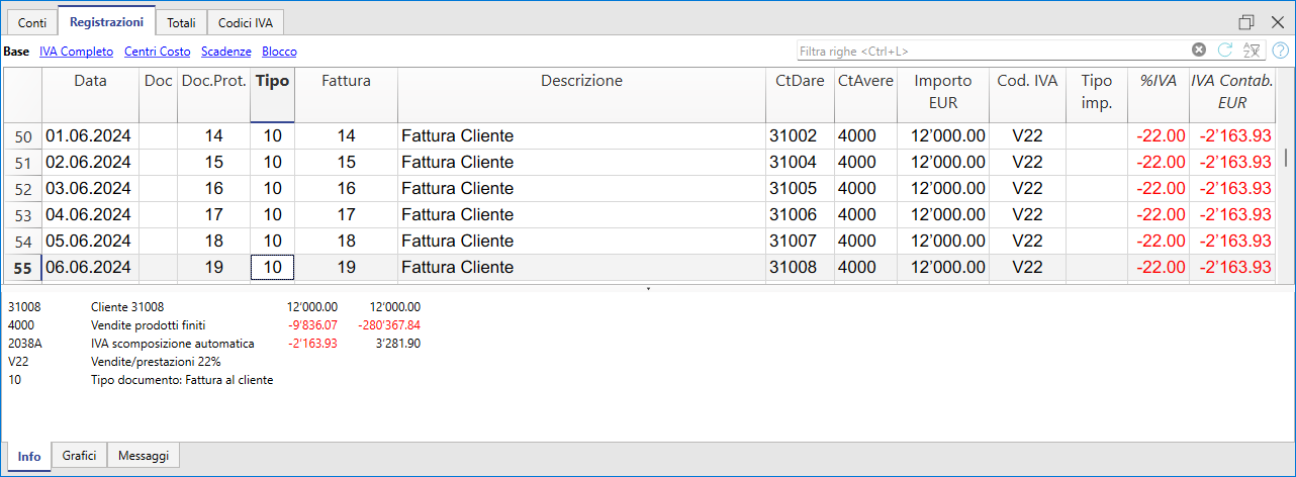 Conti Registrazioni Totali Codici IVA
Base IVA Completo Centri Costo Scadenze Blocco Filtra righe <Ctrl+L>
Data Doc Doc.Prot. Tipo Fattura Descrizione CtDare CtAvere Importo EUR Cod. IVA Tipo imp. %IVA IVA Contab. EUR
50 01.06.2024 14 10 14 Fattura Cliente 31002 4000 12’000.00 V22 -22.00 -2’163.93
51 02.06.2024 15 10 15 Fattura Cliente 31004 4000 12’000.00 V22 -22.00 -2’163.93
52 03.06.2024 16 10 16 Fattura Cliente 31005 4000 12’000.00 V22 -22.00 -2’163.93
53 04.06.2024 17 10 17 Fattura Cliente 31006 4000 12’000.00 V22 -22.00 -2’163.93
54 05.06.2024 18 10 18 Fattura Cliente 31007 4000 12’000.00 V22 -22.00 -2’163.93
55 06.06.2024 19 10 19 Fattura Cliente 31008 4000 12’000.00 V22 -22.00 -2’163.93
31008 Cliente 31008 12’000.00 12’000.00
4000 Vendite prodotti finiti -9’836.07 -280’367.84
2038A IVA scomposizione automatica -2’163.93 3’281.90
V22 Vendite/prestazioni 22%
10 Tipo documento: Fattura al cliente
Info Grafici Messaggi